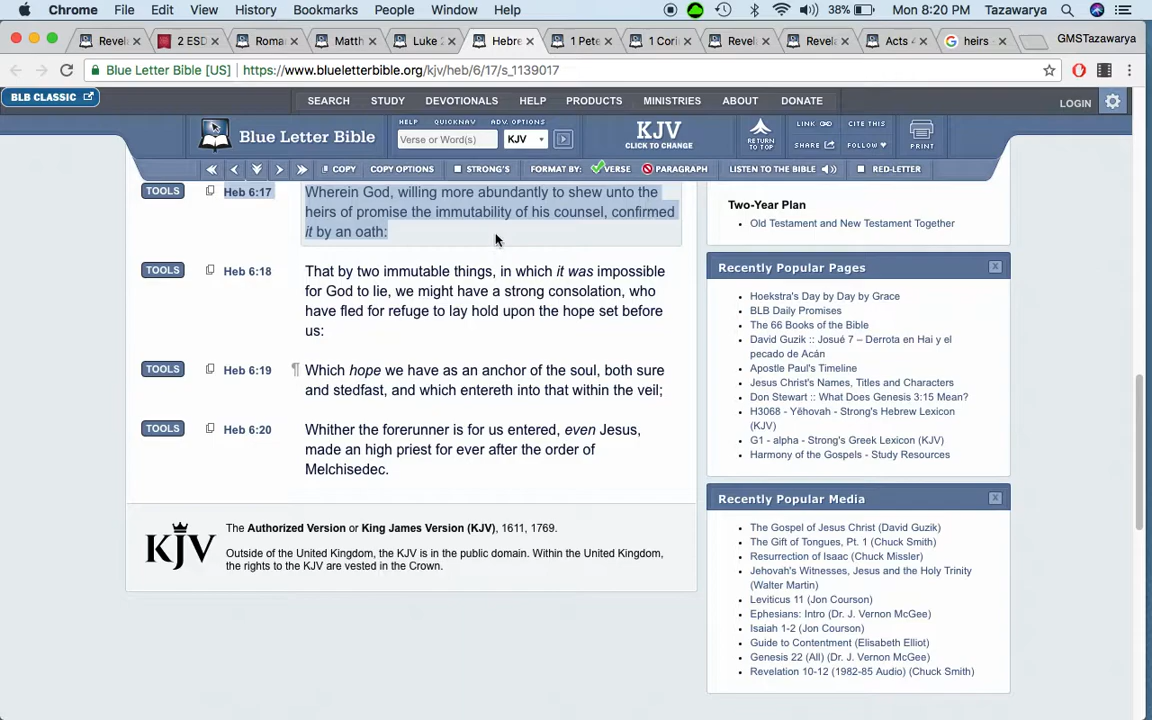 Chrome File Edit View History Bookmarks People Window Help 38% Mon 8:20 PM Tazawarya
Revel 2 ESD Roma Matth Luke 2 Hebre 1 Pete 1 Cori Revel Revela Acts 4 heirs GMSTazawarya
Blue Letter Bible [US] https://www.blueletterbible.org/kjv/heb/6/17/s_1139017
BLB CLASSIC SEARCH STUDY DEVOTIONALS HELP PRODUCTS MINISTRIES ABOUT DONATE LOGIN
HELP QUICKNAV ADV. OPTIONS
Blue Letter Bible Verse or Word(s) KJV
KJV
CLICK TO CHANGE
RETURN TO TOP
LINK CITE THIS
SHARE FOLLOW PRINT
COPY COPY OPTIONS STRONG'S FORMAT BY: VERSE PARAGRAPH LISTEN TO THE BIBLE RED-LETTER
TOOLS Heb 6:17 Wherein God, willing more abundantly to shew unto the
heirs of promise the immutability of his counsel, confirmed
it by an oath:
TOOLS Heb 6:18 That by two immutable things, in which it was impossible
for God to lie, we might have a strong consolation, who
have fled for refuge to lay hold upon the hope set before
us:
TOOLS Heb 6:19 ¶ Which hope we have as an anchor of the soul, both sure
and stedfast, and which entereth into that within the veil;
TOOLS Heb 6:20 Whither the forerunner is for us entered, even Jesus,
made an high priest for ever after the order of
Melchisedec.
KJV
The Authorized Version or King James Version (KJV), 1611, 1769.
Outside of the United Kingdom, the KJV is in the public domain. Within the United Kingdom,
the rights to the KJV are vested in the Crown.
Two-Year Plan
Old Testament and New Testament Together
Recently Popular Pages x
Hoekstra's Day by Day by Grace
BLB Daily Promises
The 66 Books of the Bible
David Guzik :: Josué 7 – Derrota en Hai y el
pecado de Acán
Apostle Paul's Timeline
Jesus Christ's Names, Titles and Characters
Don Stewart :: What Does Genesis 3:15 Mean?
H3068 - Yĕhovah - Strong's Hebrew Lexicon
(KJV)
G1 - alpha - Strong's Greek Lexicon (KJV)
Harmony of the Gospels - Study Resources
Recently Popular Media x
The Gospel of Jesus Christ (David Guzik)
The Gift of Tongues, Pt. 1 (Chuck Smith)
Resurrection of Isaac (Chuck Missler)
Jehovah's Witnesses, Jesus and the Holy Trinity
(Walter Martin)
Leviticus 11 (Jon Courson)
Ephesians: Intro (Dr. J. Vernon McGee)
Isaiah 1-2 (Jon Courson)
Guide to Contentment (Elisabeth Elliot)
Genesis 22 (All) (Dr. J. Vernon McGee)
Revelation 10-12 (1982-85 Audio) (Chuck Smith)